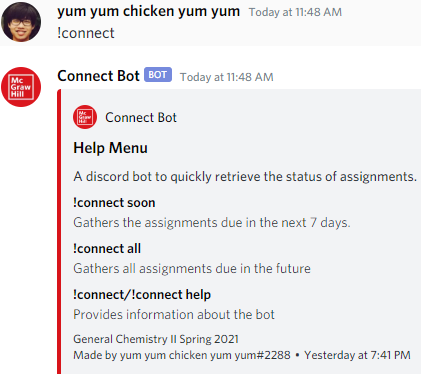 yum yum chicken yum yum Today at 11:48 AM
!connect
Mc
Graw
Hill
Connect Bot BOT Today at 11:48 AM
Mc
Graw
Hill
Connect Bot
Help Menu
A discord bot to quickly retrieve the status of assignments.
!connect soon
Gathers the assignments due in the next 7 days.
!connect all
Gathers all assignments due in the future
!connect/!connect help
Provides information about the bot
General Chemistry II Spring 2021
Made by yum yum chicken yum yum#2288 • Yesterday at 7:41 PM